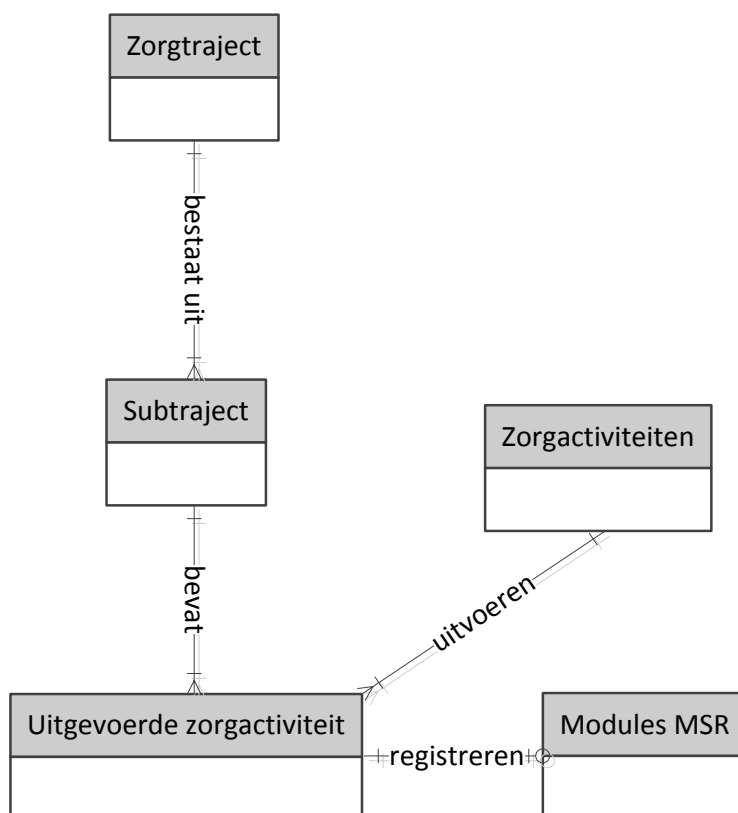 Zorgtraject
bestaat uit
Subtraject
Zorgactiviteiten
bevat
uitvoeren
Uitgevoerde zorgactiviteit
registreren
Modules MSR